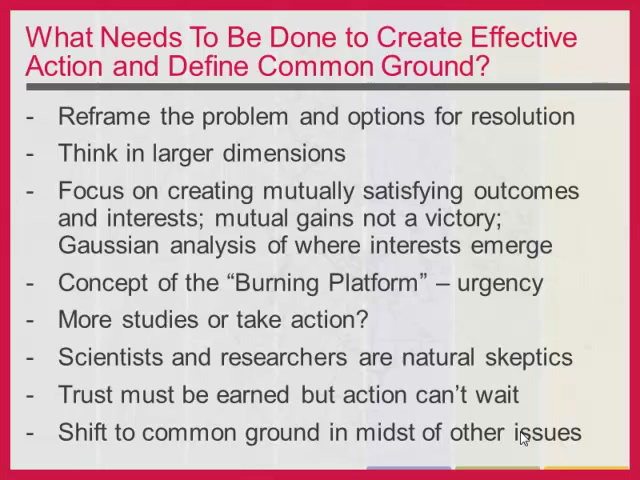 What Needs To Be Done to Create Effective
Action and Define Common Ground?
- Reframe the problem and options for resolution
- Think in larger dimensions
- Focus on creating mutually satisfying outcomes
and interests; mutual gains not a victory;
Gaussian analysis of where interests emerge
- Concept of the “Burning Platform” – urgency
- More studies or take action?
- Scientists and researchers are natural skeptics
- Trust must be earned but action can’t wait
- Shift to common ground in midst of other issues